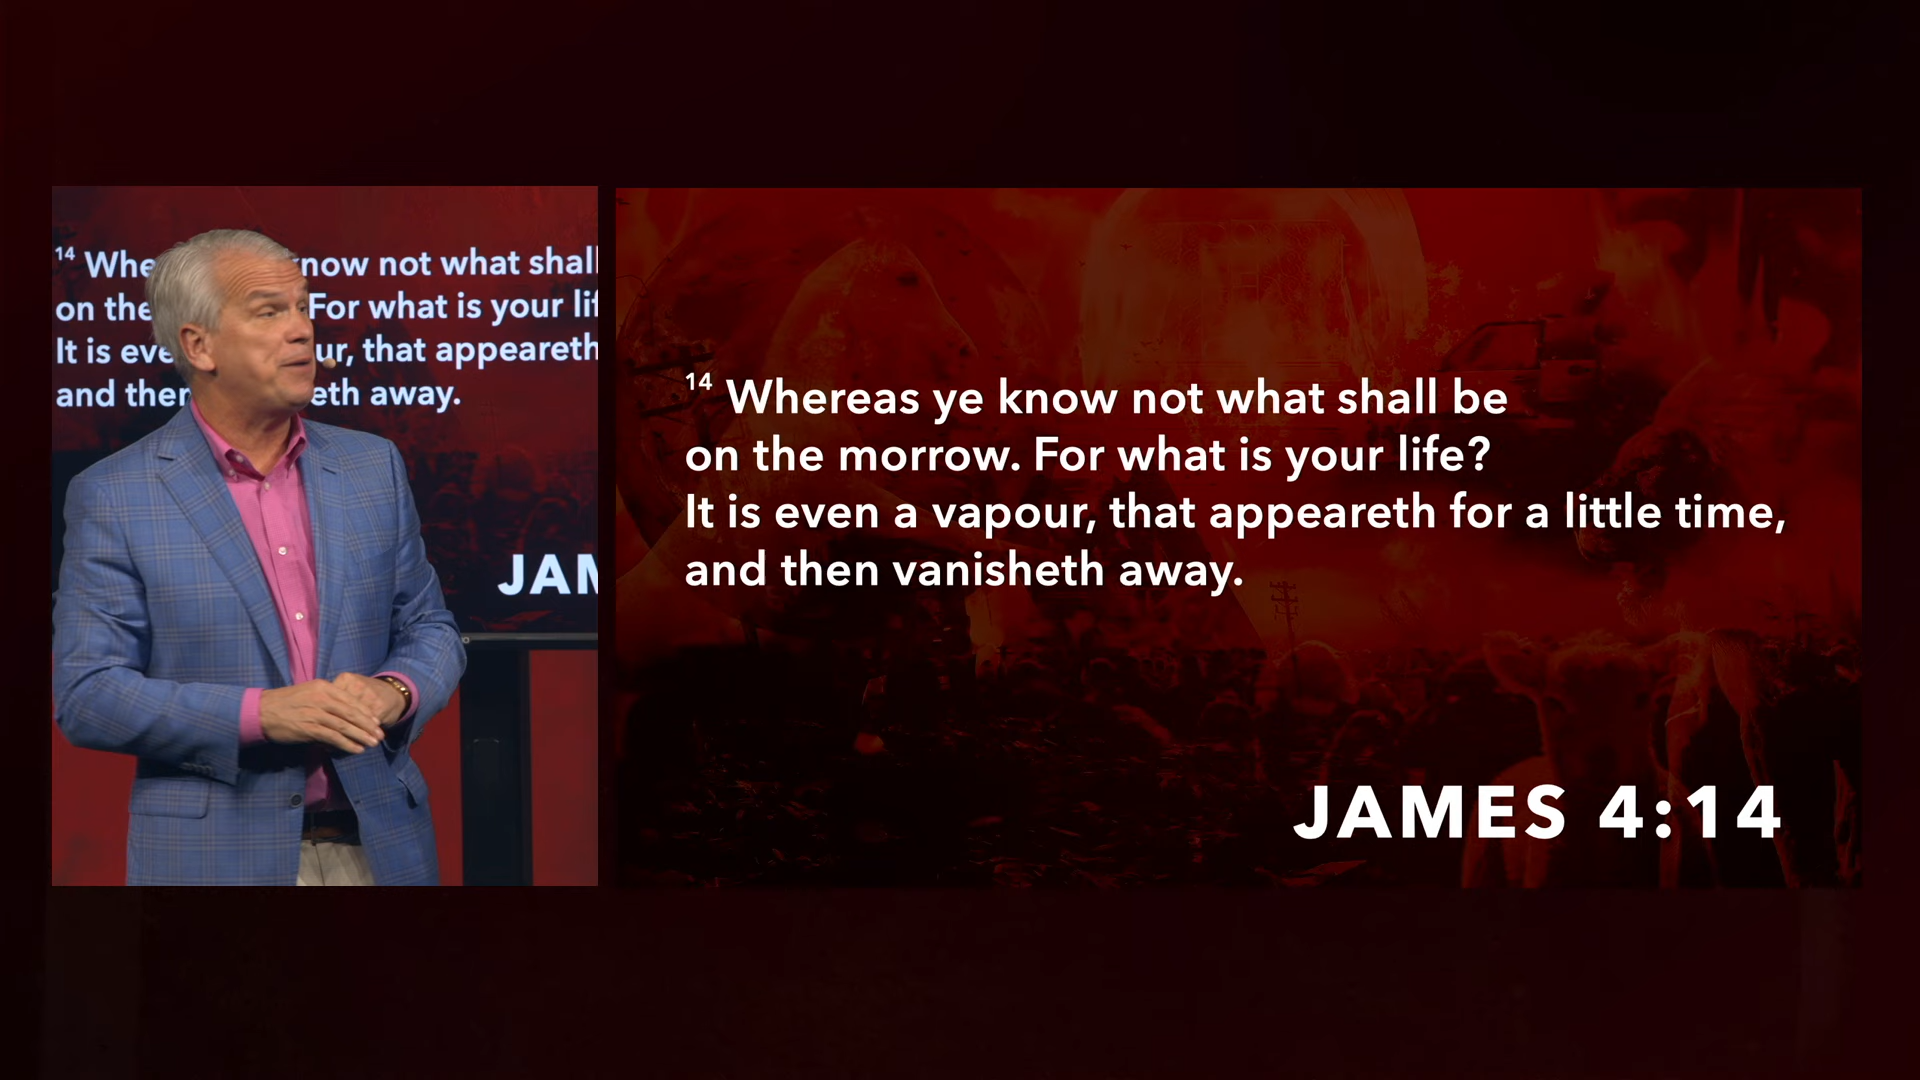 14 Whe now not what shall
on the For what is your lif
It is eve ur, that appeareth
and then eth away.
JAM
14 Whereas ye know not what shall be
on the morrow. For what is your life?
It is even a vapour, that appeareth for a little time,
and then vanisheth away.
JAMES 4:14